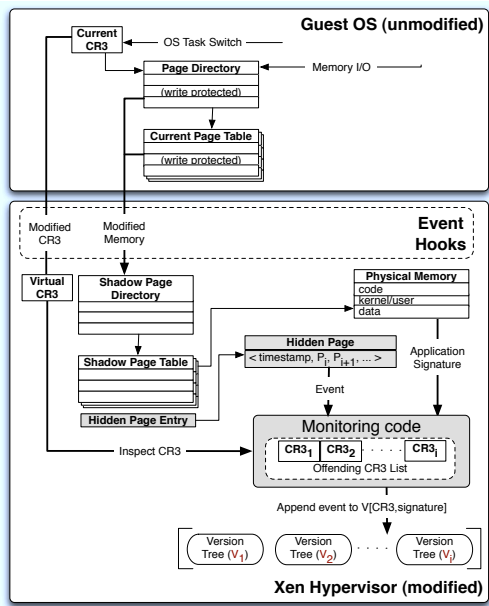 Guest OS (unmodified)
Current
CR3
OS Task Switch
Page Directory
Memory I/O
(write protected)
Current Page Table
(write protected)
Modified
CR3
Modified
Memory
Event
Hooks
Virtual
CR3
Shadow Page
Directory
Physical Memory
code
kernel/user
data
Hidden Page
< timestamp, Pi, Pi+1, ... >
Shadow Page Table
Application
Signature
Event
Hidden Page Entry
Monitoring code
CR31 CR32 · · · · · CR3i
Offending CR3 List
Inspect CR3
Append event to V[CR3,signature]
Version
Tree (V1)
Version
Tree (V2)
· · · ·
Version
Tree (Vi)
Xen Hypervisor (modified)